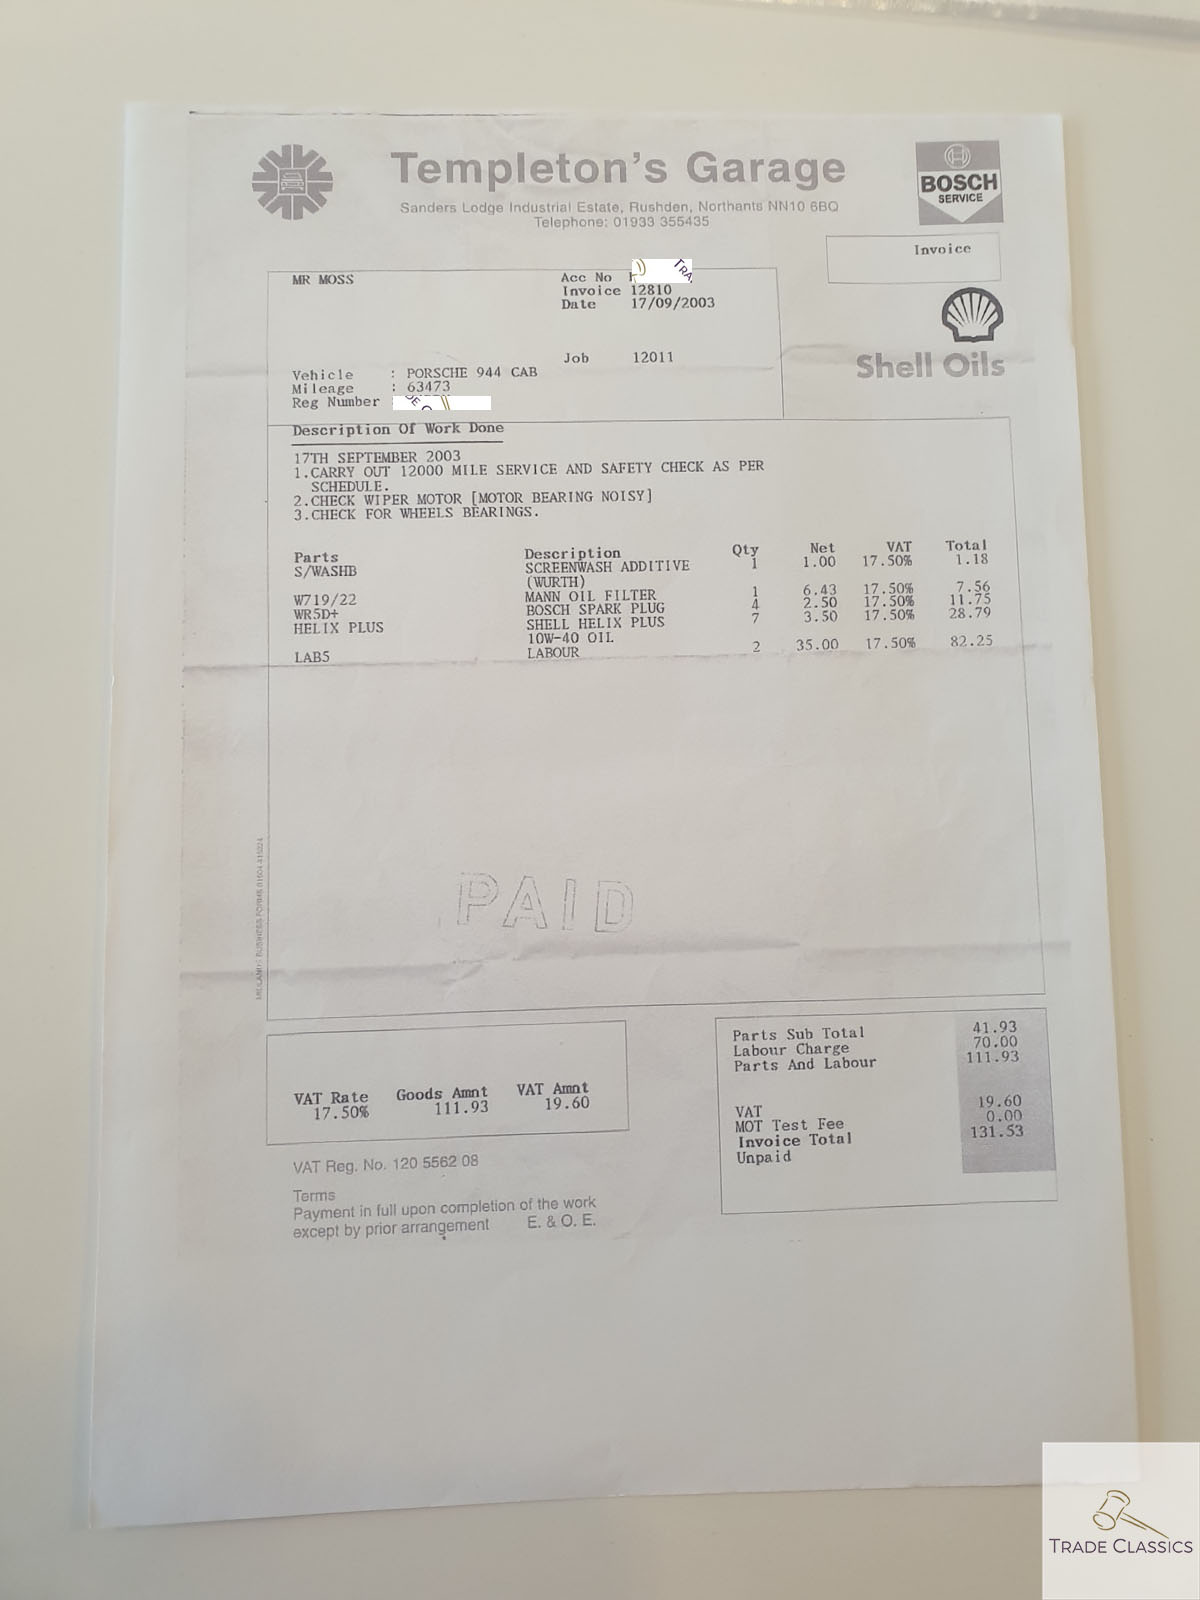 Templeton's Garage
Sanders Lodge Industrial Estate, Rushden, Northants NN10 6BQ
Telephone: 01933 355435
BOSCH
SERVICE
Invoice
MR MOSS
Acc No
Invoice 12810
Date 17/09/2003
Job 12011
Shell Oils
Vehicle : PORSCHE 944 CAB
Mileage : 63473
Reg Number
Description Of Work Done
17TH SEPTEMBER 2003
1.CARRY OUT 12000 MILE SERVICE AND SAFETY CHECK AS PER
SCHEDULE.
2.CHECK WIPER MOTOR [MOTOR BEARING NOISY]
3.CHECK FOR WHEELS BEARINGS.
Parts Description Qty Net VAT Total
S/WASHB SCREENWASH ADDITIVE 1 1.00 17.50% 1.18
(WURTH)
W719/22 MANN OIL FILTER 1 6.43 17.50% 7.56
WR5D+ BOSCH SPARK PLUG 4 2.50 17.50% 11.75
HELIX PLUS SHELL HELIX PLUS 7 3.50 17.50% 28.79
10W-40 OIL
LAB5 LABOUR 2 35.00 17.50% 82.25
PAID
MIDLANDS BUSINESS FORMS 01604 415224
VAT Rate Goods Amnt VAT Amnt
17.50% 111.93 19.60
Parts Sub Total 41.93
Labour Charge 70.00
Parts And Labour 111.93
VAT 19.60
MOT Test Fee 0.00
Invoice Total 131.53
Unpaid
VAT Reg. No. 120 5562 08
Terms
Payment in full upon completion of the work
except by prior arrangement E. & O. E.
TRADE CLASSICS